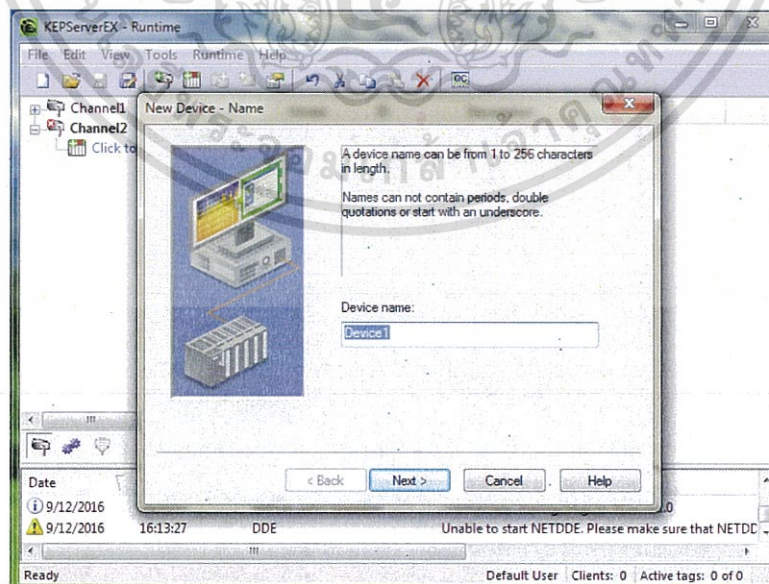 KEPServerEX - Runtime
File Edit View Tools Runtime Help
Channel1
Channel2
Click to
New Device - Name
A device name can be from 1 to 256 characters
in length.
Names can not contain periods, double
quotations or start with an underscore.
Device name:
Device1
< Back Next > Cancel Help
Date
9/12/2016
9/12/2016 16:13:27 DDE Unable to start NETDDE. Please make sure that NETDD
Ready Default User Clients: 0 Active tags: 0 of 0